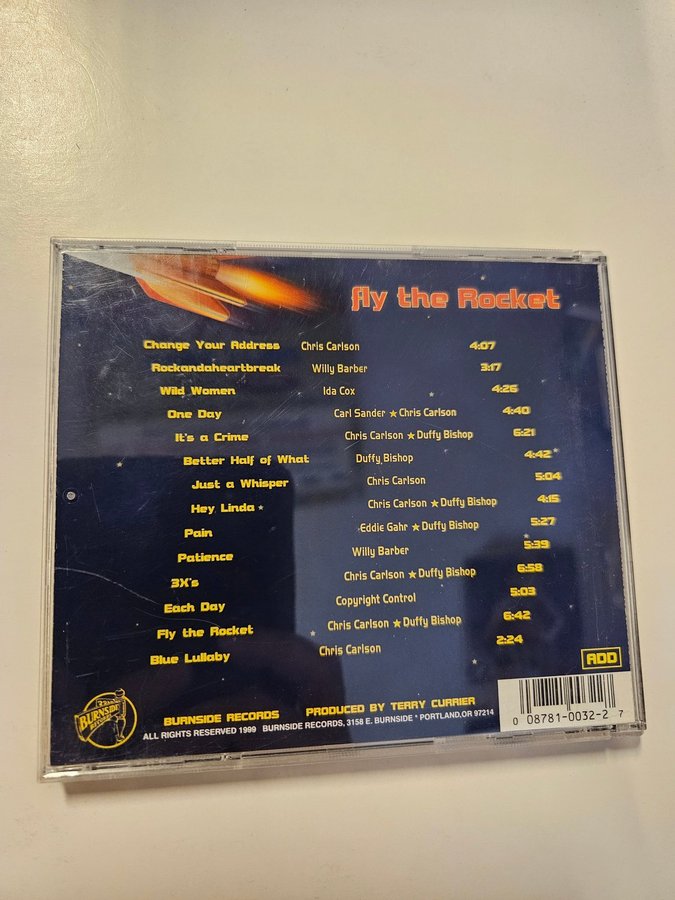 fly the Rocket
Change Your Address Chris Carlson 4:07
Rockandaheartbreak Willy Barber 3:17
Wild Women Ida Cox 4:26
One Day Carl Sander ★ Chris Carlson 4:40
It's a Crime Chris Carlson ★ Duffy Bishop 6:21
Better Half of What Duffy Bishop 4:42
Just a Whisper Chris Carlson 5:04
Hey Linda Chris Carlson ★ Duffy Bishop 4:15
Pain Eddie Gahr ★ Duffy Bishop 5:27
Patience Willy Barber 5:39
3X's Chris Carlson ★ Duffy Bishop 6:58
Each Day Copyright Control 5:03
Fly the Rocket Chris Carlson ★ Duffy Bishop 6:42
Blue Lullaby Chris Carlson 2:24
ADD
BURNSIDE
RECORDS
BURNSIDE RECORDS PRODUCED BY TERRY CURRIER
ALL RIGHTS RESERVED 1999 BURNSIDE RECORDS, 3158 E. BURNSIDE * PORTLAND,OR 97214
0 08781-0032-2 7